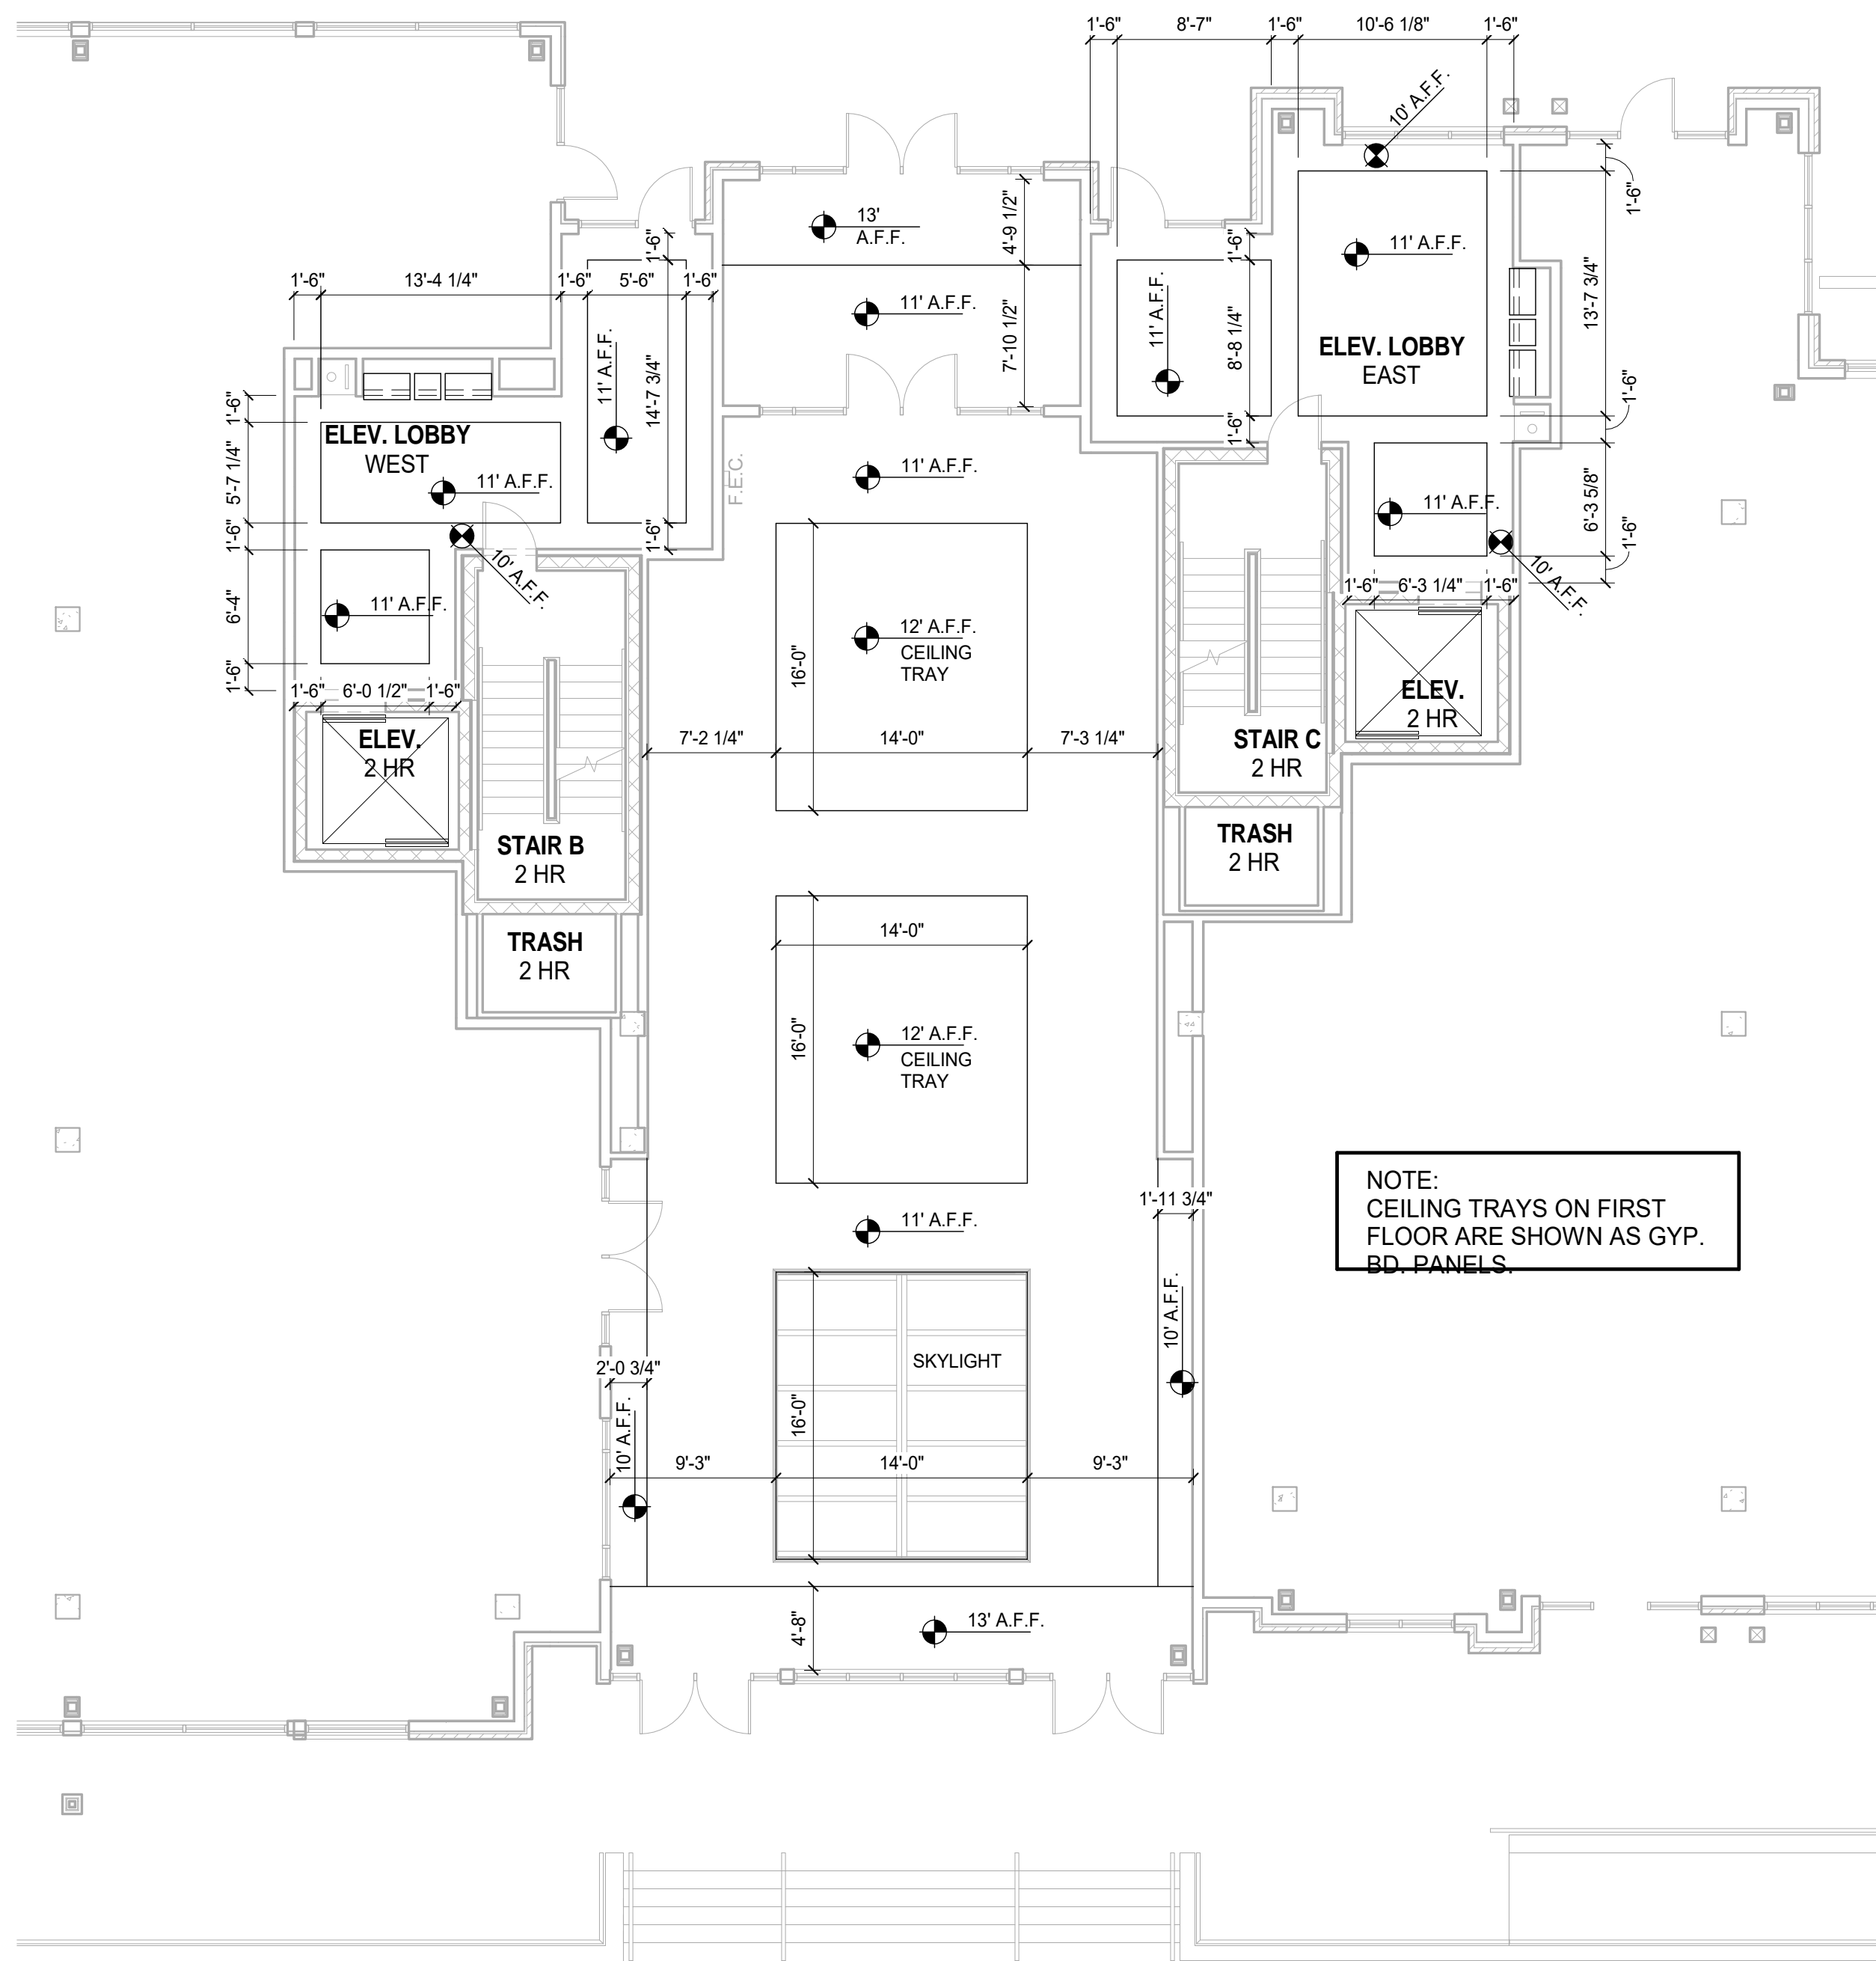 1'-6"
8'-7"
1'-6"
10'-6 1/8"
1'-6"
10' A.F.F.
1'-6"
13'
A.F.F.
4'-9 1/2"
1'-6"
1'-6"
11' A.F.F.
13'-7 3/4"
1'-6"
13'-4 1/4"
1'-6"
5'-6"
1'-6"
11' A.F.F.
7'-10 1/2"
11' A.F.F.
8'-8 1/4"
ELEV. LOBBY
EAST
11' A.F.F.
14'-7 3/4"
1'-6"
1'-6"
1'-6"
ELEV. LOBBY
WEST
5'-7 1/4"
11' A.F.F.
F.E.C.
11' A.F.F.
11' A.F.F.
6'-3 5/8"
1'-6"
1'-6"
1'-6"
10' A.F.F.
10' A.F.F.
1'-6"
6'-3 1/4"
1'-6"
6'-4"
11' A.F.F.
12' A.F.F.
CEILING
TRAY
16'-0"
1'-6"
1'-6"
6'-0 1/2"
1'-6"
ELEV.
2 HR
ELEV.
2 HR
7'-2 1/4"
14'-0"
7'-3 1/4"
STAIR C
2 HR
STAIR B
2 HR
TRASH
2 HR
TRASH
2 HR
14'-0"
16'-0"
12' A.F.F.
CEILING
TRAY
1'-11 3/4"
NOTE:
CEILING TRAYS ON FIRST
FLOOR ARE SHOWN AS GYP.
BD. PANELS.
11' A.F.F.
10' A.F.F.
SKYLIGHT
2'-0 3/4"
16'-0"
10' A.F.F.
9'-3"
14'-0"
9'-3"
4'-8"
13' A.F.F.